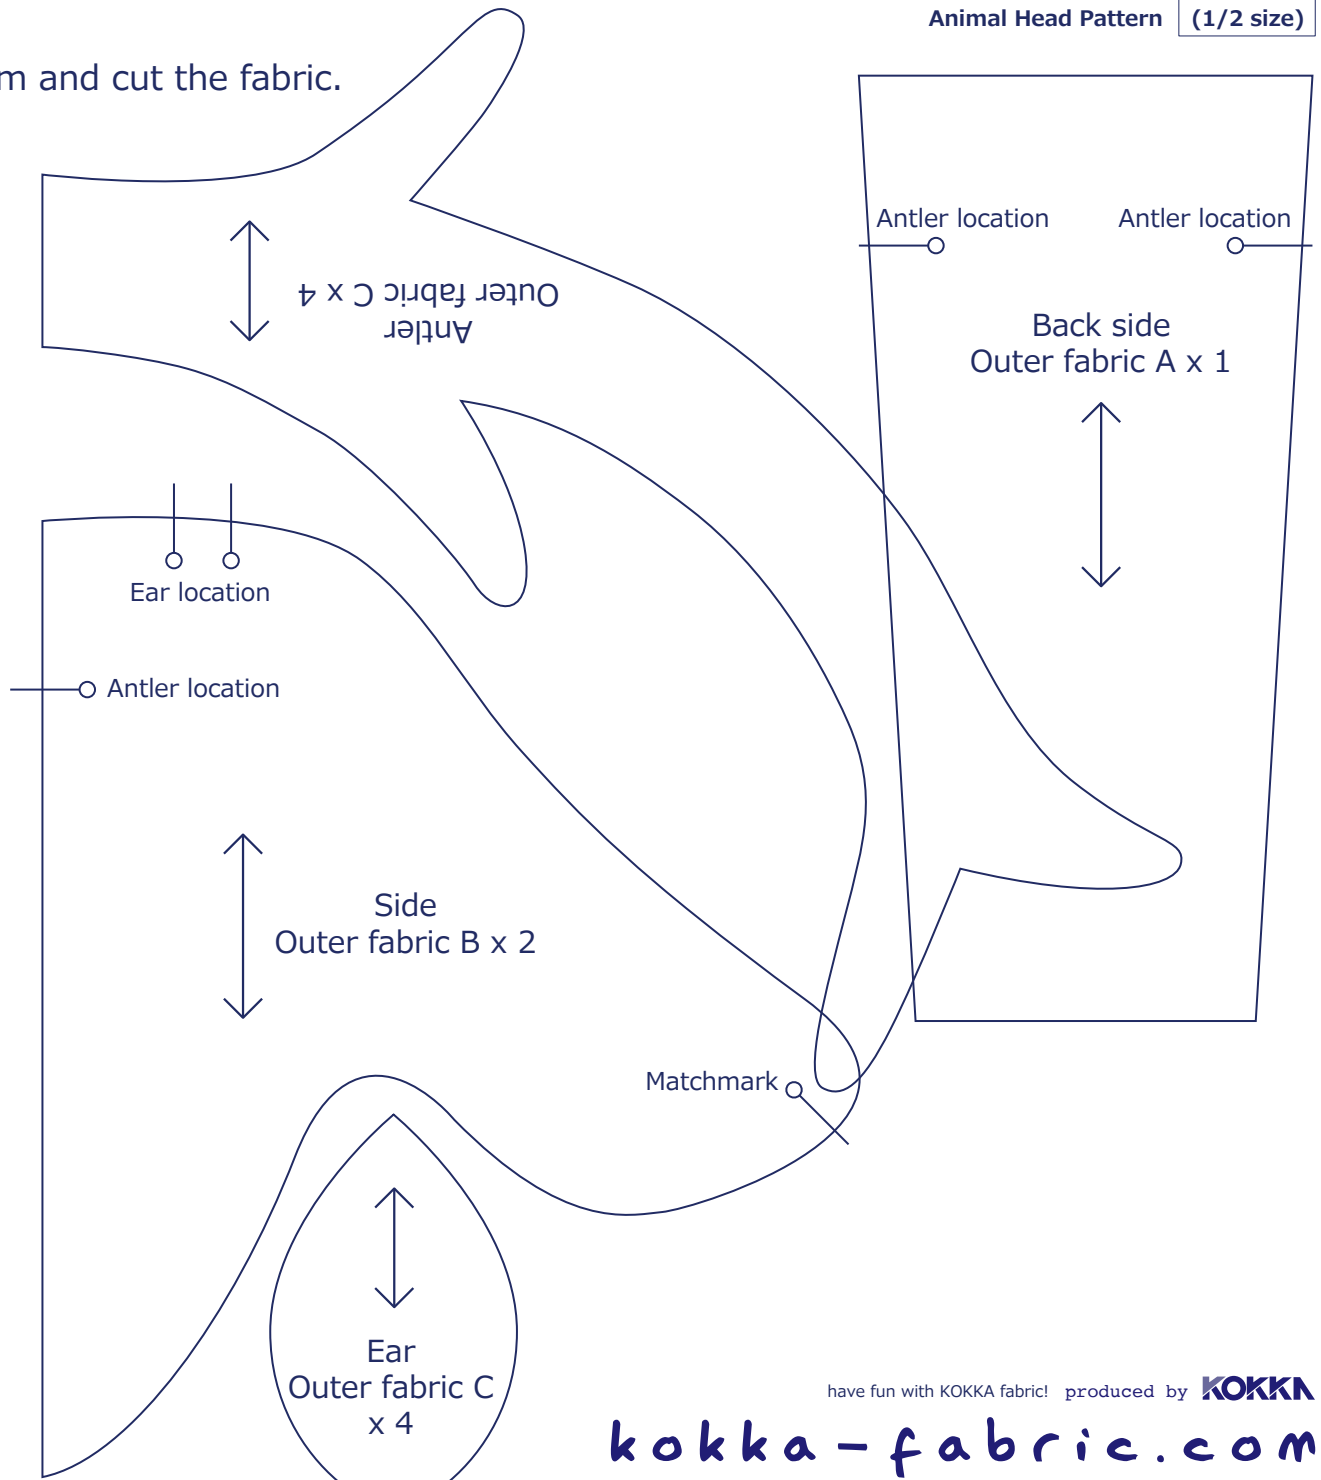 Animal Head Pattern (1/2 size)
m and cut the fabric.
Antler location
Antler location
Antler
Outer fabric C x 4
Back side
Outer fabric A x 1
Ear location
Antler location
Side
Outer fabric B x 2
Matchmark
Ear
Outer fabric C
x 4
have fun with KOKKA fabric! produced by KOKKA
kokka-fabric.com